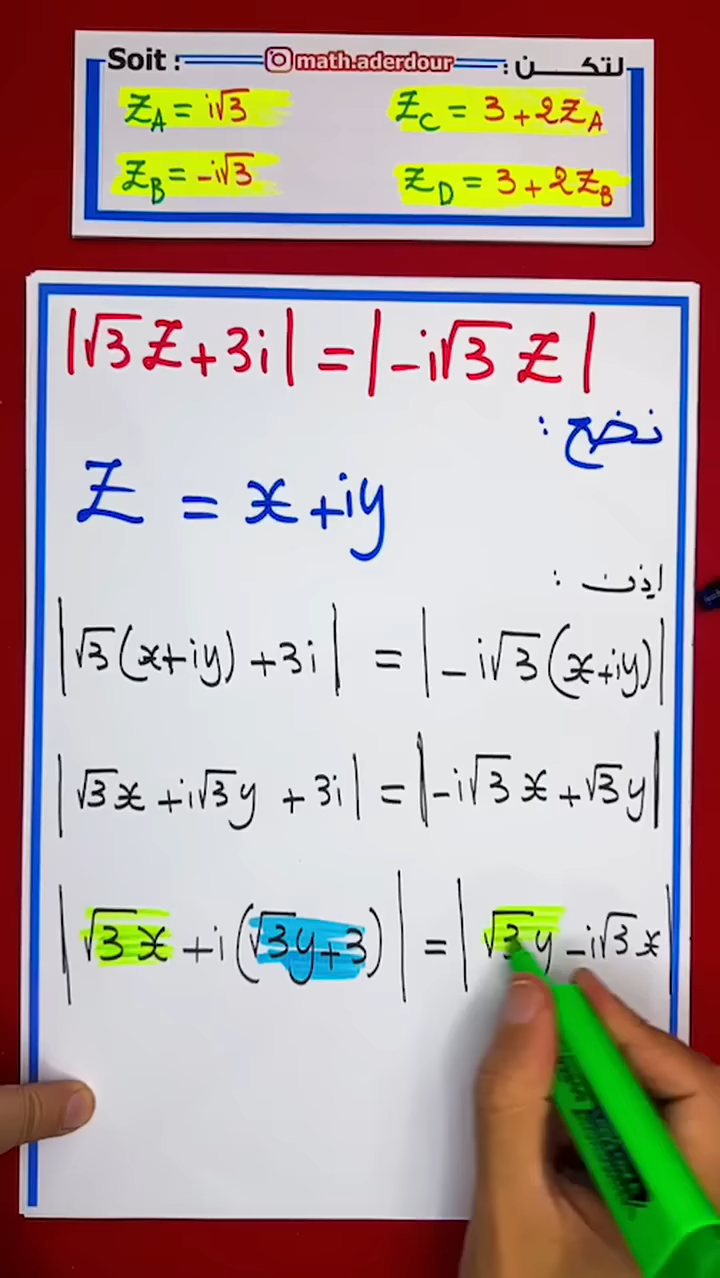 Soit : math.aderdour لتكن :
Z_A = i√3 Z_C = 3 + 2Z_A
Z_B = -i√3 Z_D = 3 + 2Z_B
|√3 Z + 3i| = |-i√3 Z|
نضع :
Z = x + iy
اذن :
|√3(x+iy) + 3i| = |-i√3(x+iy)|
|√3x + i√3y + 3i| = |-i√3x + √3y|
|√3x + i(√3y+3)| = |√3y - i√3x|